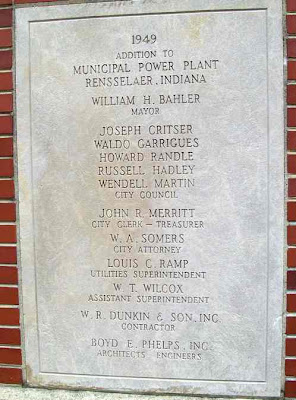 1949
ADDITION TO
MUNICIPAL POWER PLANT
RENSSELAER, INDIANA
WILLIAM H. BAHLER
MAYOR
JOSEPH CRITSER
WALDO GARRIGUES
HOWARD RANDLE
RUSSELL HADLEY
WENDELL MARTIN
CITY COUNCIL
JOHN R. MERRITT
CITY CLERK – TREASURER
W. A. SOMERS
CITY ATTORNEY
LOUIS C. RAMP
UTILITIES SUPERINTENDENT
W. T. WILCOX
ASSISTANT SUPERINTENDENT
W. R. DUNKIN & SON, INC.
CONTRACTOR
BOYD E. PHELPS, INC.
ARCHITECTS ENGINEERS